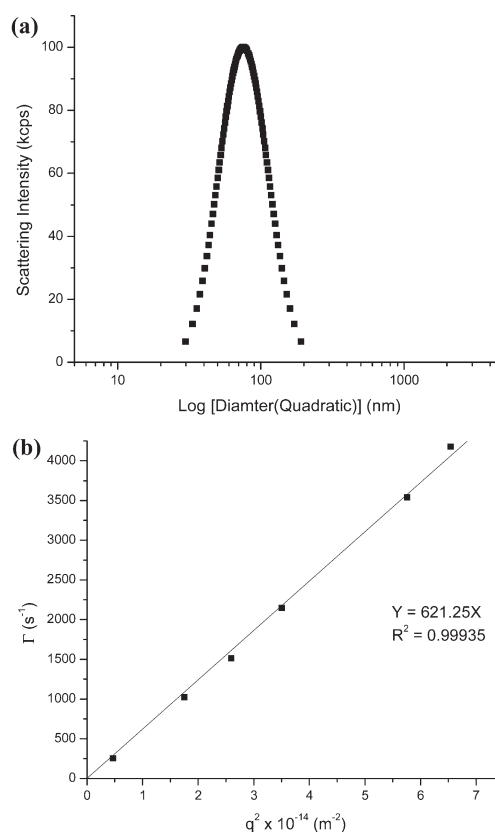 (a)
100
80
60
40
20
0
Scattering Intensity (kcps)
10 100 1000
Log [Diamter(Quadratic)] (nm)
(b)
4000
3500
3000
2500
2000
1500
1000
500
0
Γ (s⁻¹)
Y = 621.25X
R² = 0.99935
0 1 2 3 4 5 6 7
q² x 10⁻¹⁴ (m⁻²)